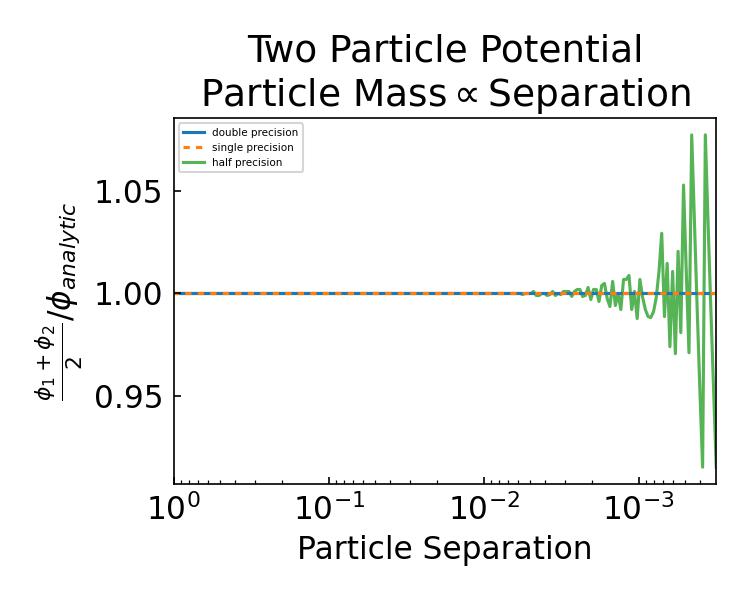 Two Particle Potential
Particle Mass ∝ Separation
double precision
single precision
half precision
1.05
1.00
0.95
(ϕ₁ + ϕ₂)/2 / ϕ_analytic
10⁰
10⁻¹
10⁻²
10⁻³
Particle Separation